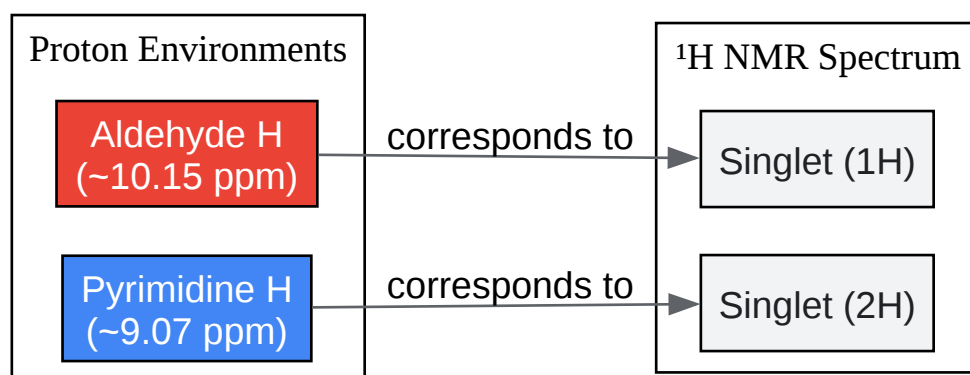 Proton Environments
¹H NMR Spectrum
Aldehyde H
(~10.15 ppm)
corresponds to
Singlet (1H)
Pyrimidine H
(~9.07 ppm)
corresponds to
Singlet (2H)